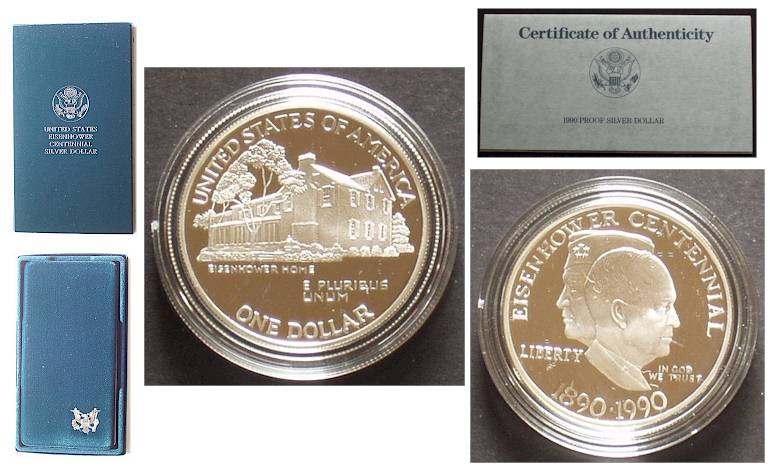 UNITED STATES
EISENHOWER
CENTENNIAL
SILVER DOLLAR
UNITED STATES OF AMERICA
EISENHOWER HOME
E PLURIBUS
UNUM
ONE DOLLAR
Certificate of Authenticity
1990 PROOF SILVER DOLLAR
EISENHOWER CENTENNIAL
LIBERTY
IN GOD
WE TRUST
1890·1990